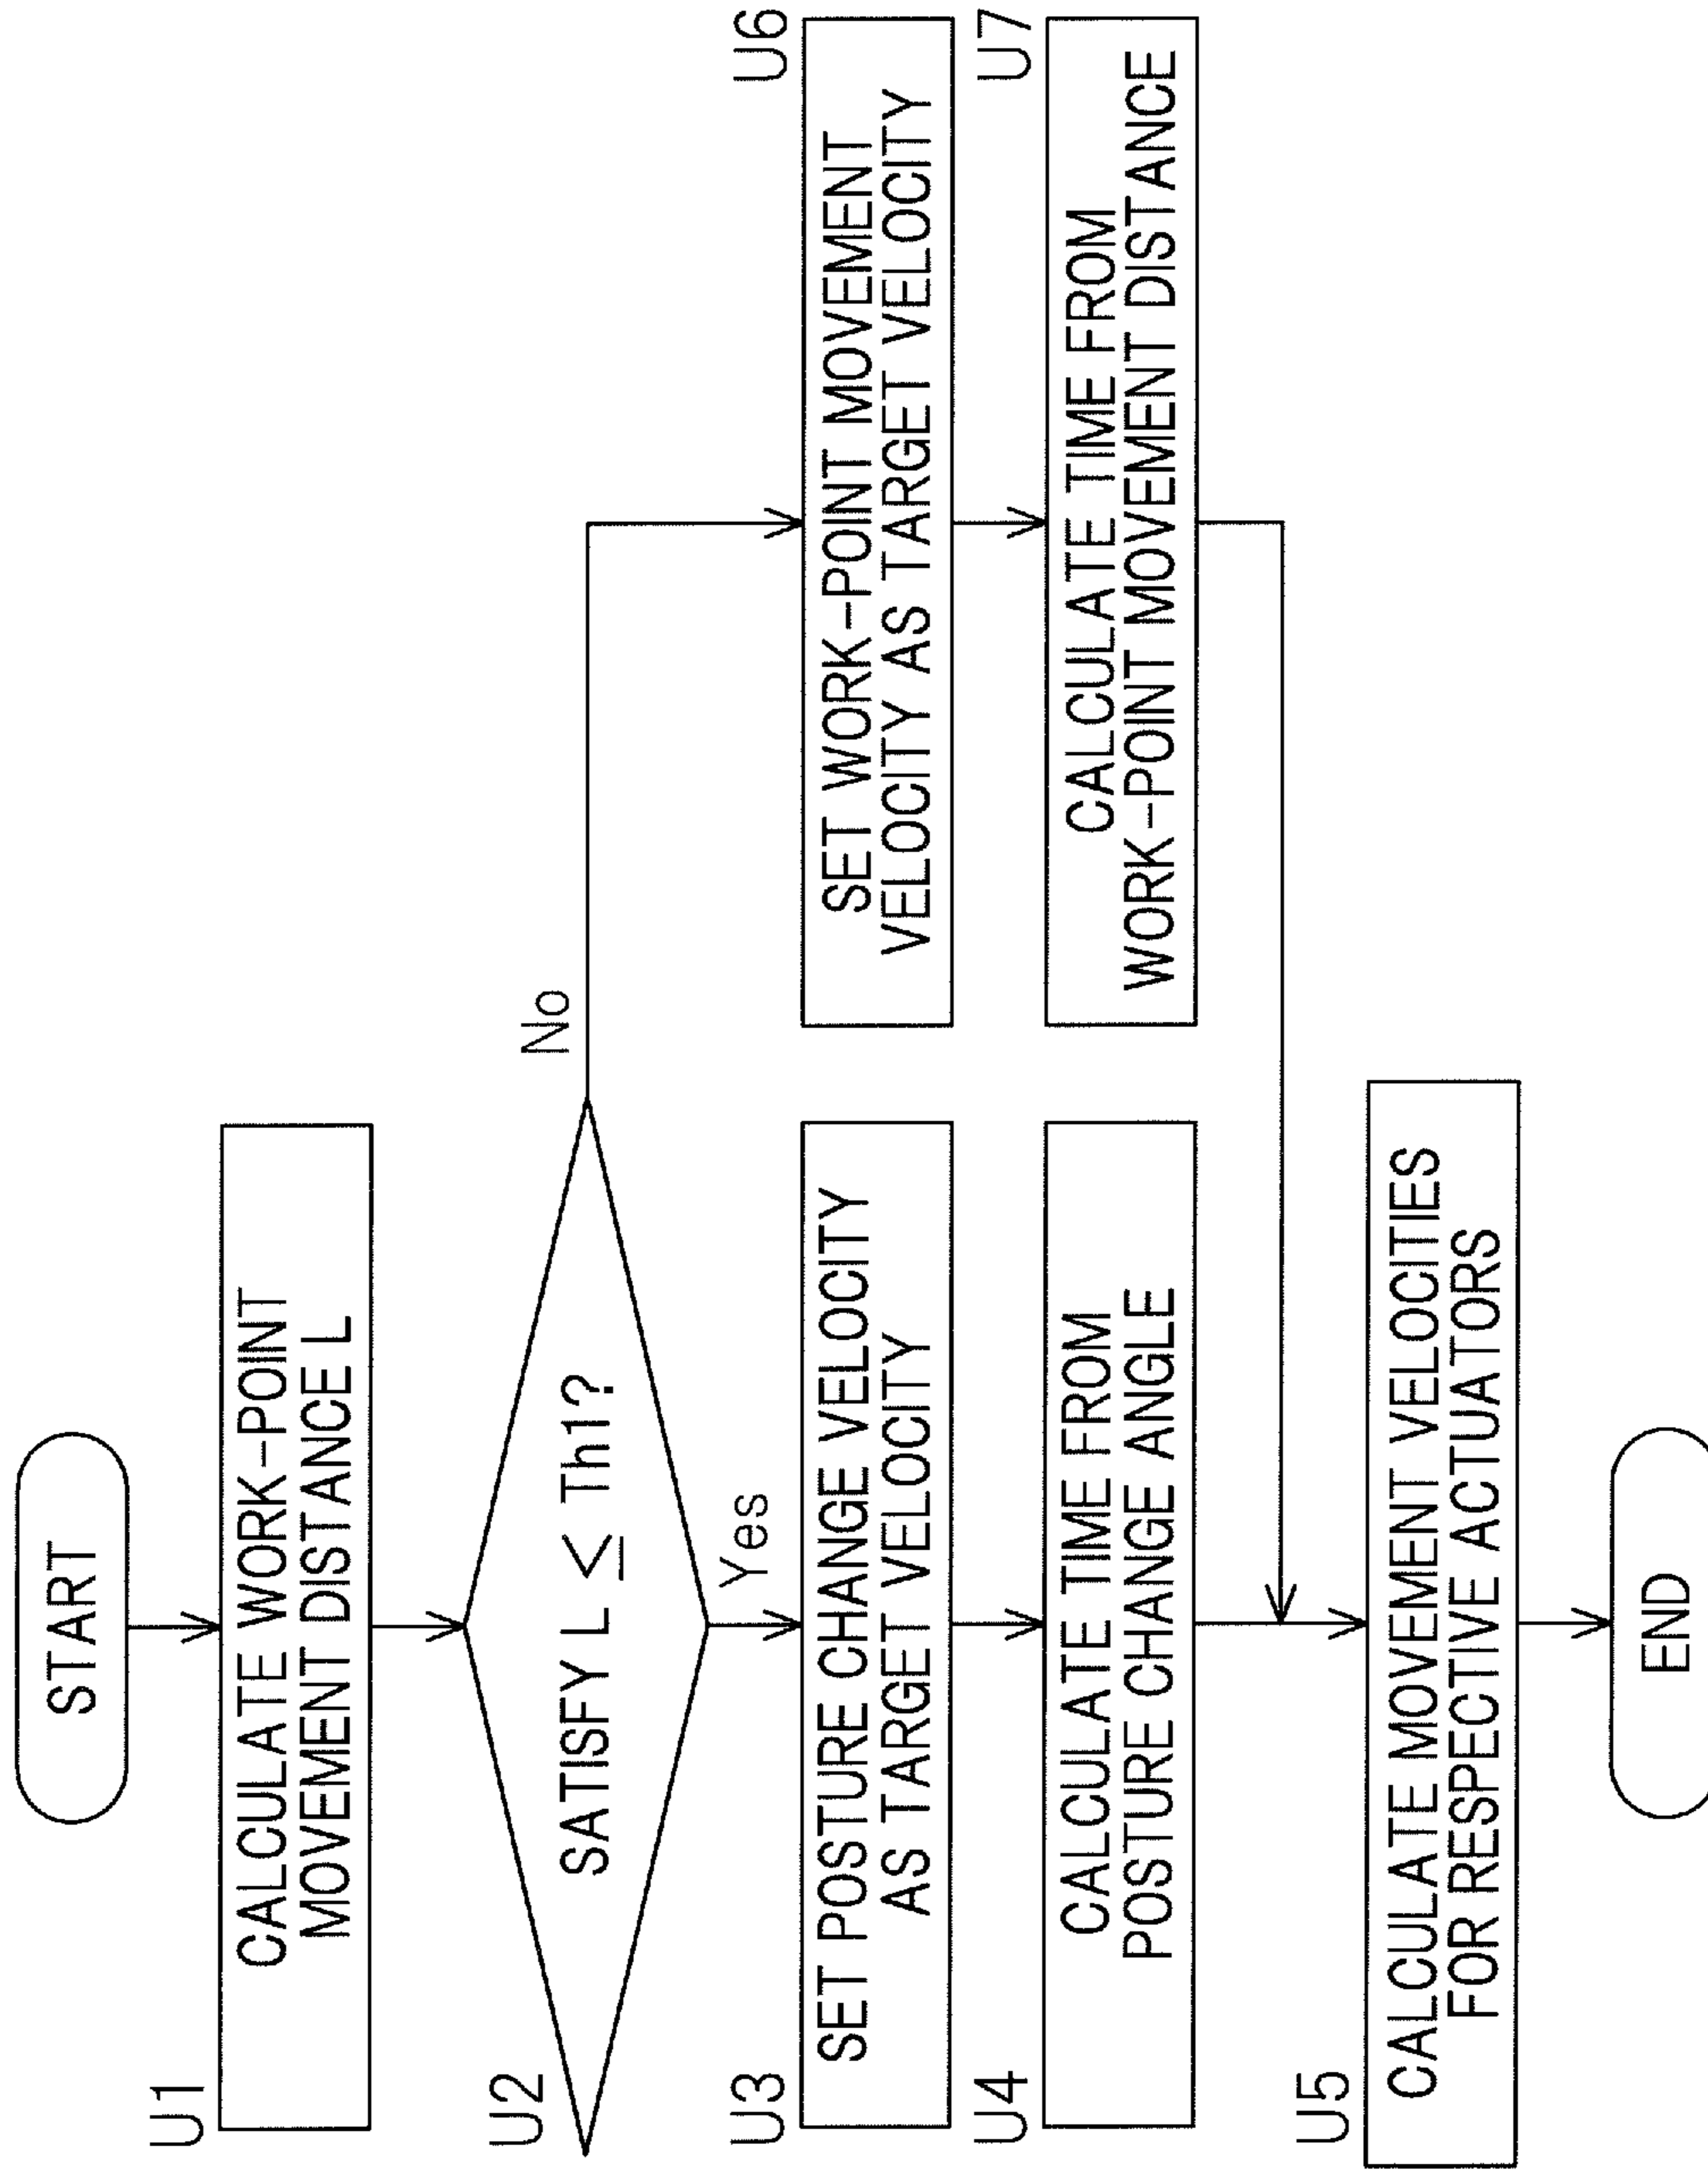 START
U1
CALCULATE WORK-POINT
MOVEMENT DISTANCE L
U2
SATISFY L ≤ Th1?
No
Yes
U3
SET POSTURE CHANGE VELOCITY
AS TARGET VELOCITY
U6
SET WORK-POINT MOVEMENT
VELOCITY AS TARGET VELOCITY
U4
CALCULATE TIME FROM
POSTURE CHANGE ANGLE
U7
CALCULATE TIME FROM
WORK-POINT MOVEMENT DISTANCE
U5
CALCULATE MOVEMENT VELOCITIES
FOR RESPECTIVE ACTUATORS
END